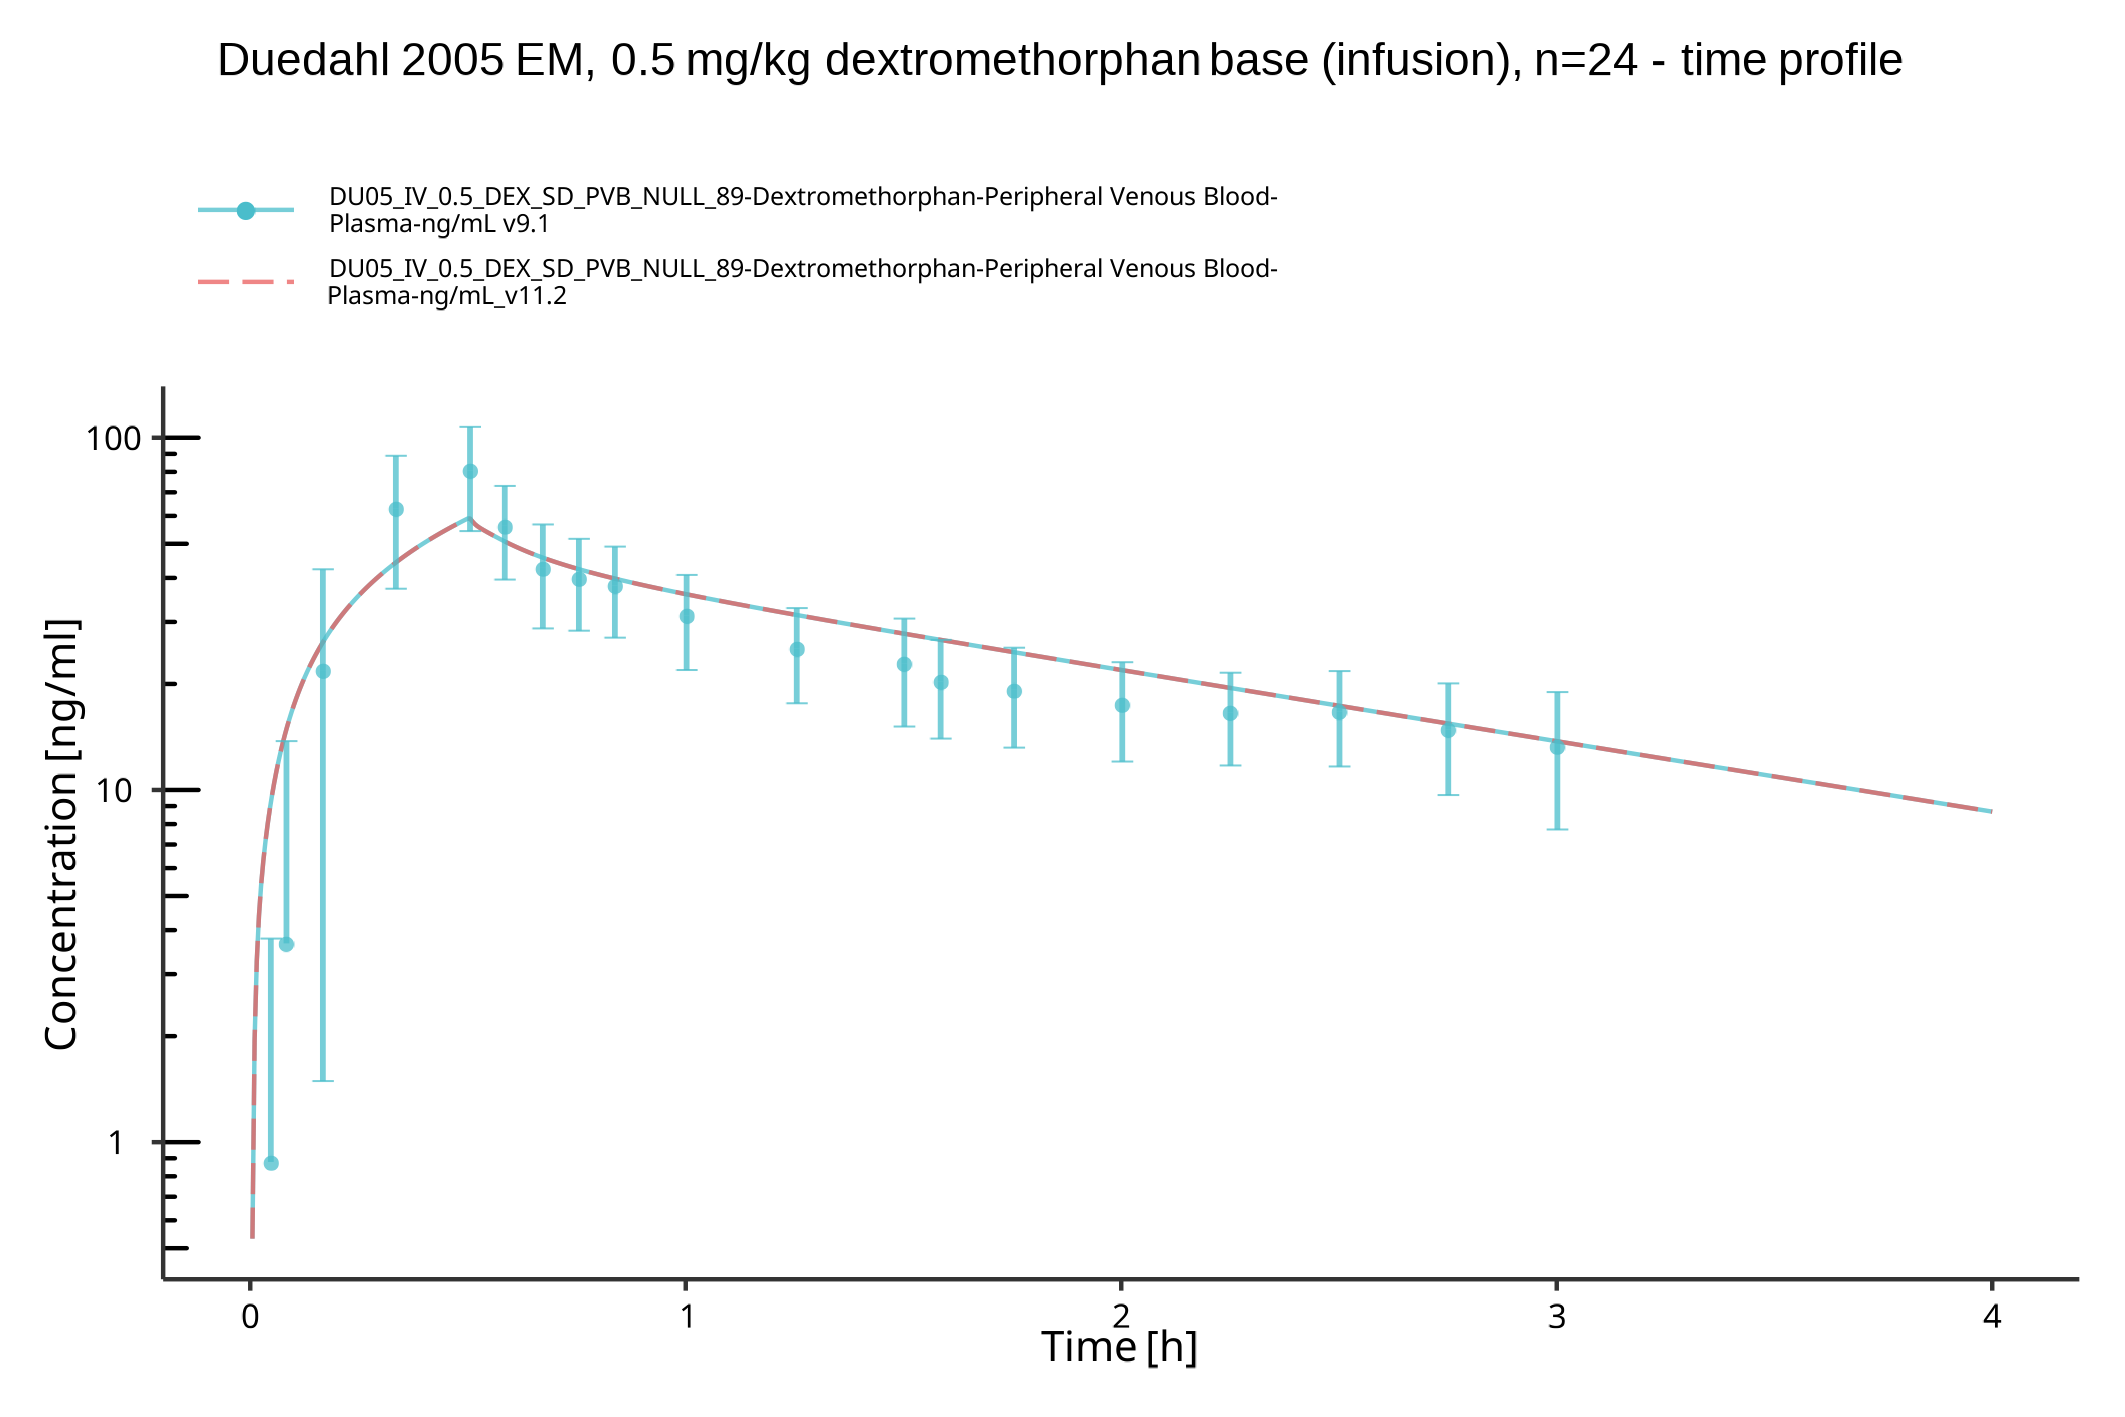 Duedahl 2005 EM, 0.5 mg/kg dextromethorphan base (infusion), n=24 - time profile
DU05_IV_0.5_DEX_SD_PVB_NULL_89-Dextromethorphan-Peripheral Venous Blood-
Plasma-ng/mL v9.1
DU05_IV_0.5_DEX_SD_PVB_NULL_89-Dextromethorphan-Peripheral Venous Blood-
Plasma-ng/mL_v11.2
Concentration [ng/ml]
100
10
1
0 1 2 3 4
Time [h]